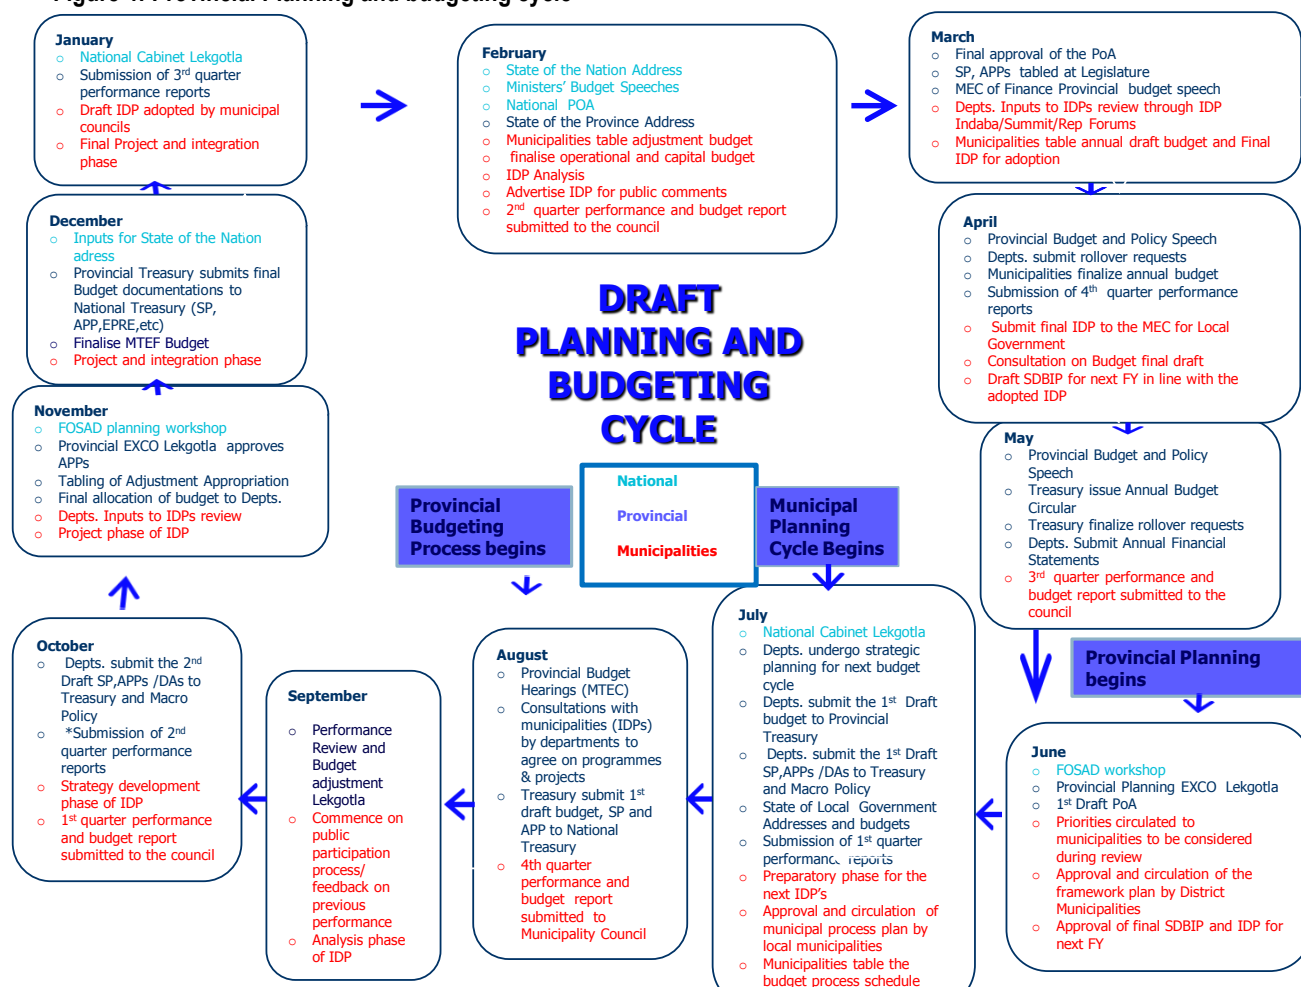 Figure 1: Provincial Planning and budgeting cycle
January
o National Cabinet Lekgotla
o Submission of 3rd quarter
performance reports
o Draft IDP adopted by municipal
councils
o Final Project and integration
phase
February
o State of the Nation Address
o Ministers' Budget Speeches
o National POA
o State of the Province Address
o Municipalities table adjustment budget
o finalise operational and capital budget
o IDP Analysis
o Advertise IDP for public comments
o 2nd quarter performance and budget report
submitted to the council
March
o Final approval of the PoA
o SP, APPs tabled at Legislature
o MEC of Finance Provincial budget speech
o Depts. Inputs to IDPs review through IDP
Indaba/Summit/Rep Forums
o Municipalities table annual draft budget and Final
IDP for adoption
December
o Inputs for State of the Nation
adress
o Provincial Treasury submits final
Budget documentations to
National Treasury (SP,
APP,EPRE,etc)
o Finalise MTEF Budget
o Project and integration phase
April
o Provincial Budget and Policy Speech
o Depts. submit rollover requests
o Municipalities finalize annual budget
o Submission of 4th quarter performance
reports
o Submit final IDP to the MEC for Local
Government
o Consultation on Budget final draft
o Draft SDBIP for next FY in line with the
adopted IDP
DRAFT
PLANNING AND
BUDGETING
CYCLE
November
o FOSAD planning workshop
o Provincial EXCO Lekgotla approves
APPs
o Tabling of Adjustment Appropriation
o Final allocation of budget to Depts.
o Depts. Inputs to IDPs review
o Project phase of IDP
May
o Provincial Budget and Policy
Speech
o Treasury issue Annual Budget
Circular
o Treasury finalize rollover requests
o Depts. Submit Annual Financial
Statements
o 3rd quarter performance and
budget report submitted to the
council
Provincial
Budgeting
Process begins
National
Provincial
Municipalities
Municipal
Planning
Cycle Begins
October
o Depts. submit the 2nd
Draft SP,APPs /DAs to
Treasury and Macro
Policy
o *Submission of 2nd
quarter performance
reports
o Strategy development
phase of IDP
o 1st quarter performance
and budget report
submitted to the council
September
o Performance
Review and
Budget
adjustment
Lekgotla
o Commence on
public
participation
process/
feedback on
previous
performance
o Analysis phase
of IDP
August
o Provincial Budget
Hearings (MTEC)
o Consultations with
municipalities (IDPs)
by departments to
agree on programmes
& projects
o Treasury submit 1st
draft budget, SP and
APP to National
Treasury
o 4th quarter
performance and
budget report
submitted to
Municipality Council
July
o National Cabinet Lekgotla
o Depts. undergo strategic
planning for next budget
cycle
o Depts. submit the 1st Draft
budget to Provincial
Treasury
o Depts. submit the 1st Draft
SP,APPs /DAs to Treasury
and Macro Policy
o State of Local Government
Addresses and budgets
o Submission of 1st quarter
performance reports
o Preparatory phase for the
next IDP's
o Approval and circulation of
municipal process plan by
local municipalities
o Municipalities table the
budget process schedule
Provincial Planning
begins
June
o FOSAD workshop
o Provincial Planning EXCO Lekgotla
o 1st Draft PoA
o Priorities circulated to
municipalities to be considered
during review
o Approval and circulation of the
framework plan by District
Municipalities
o Approval of final SDBIP and IDP for
next FY